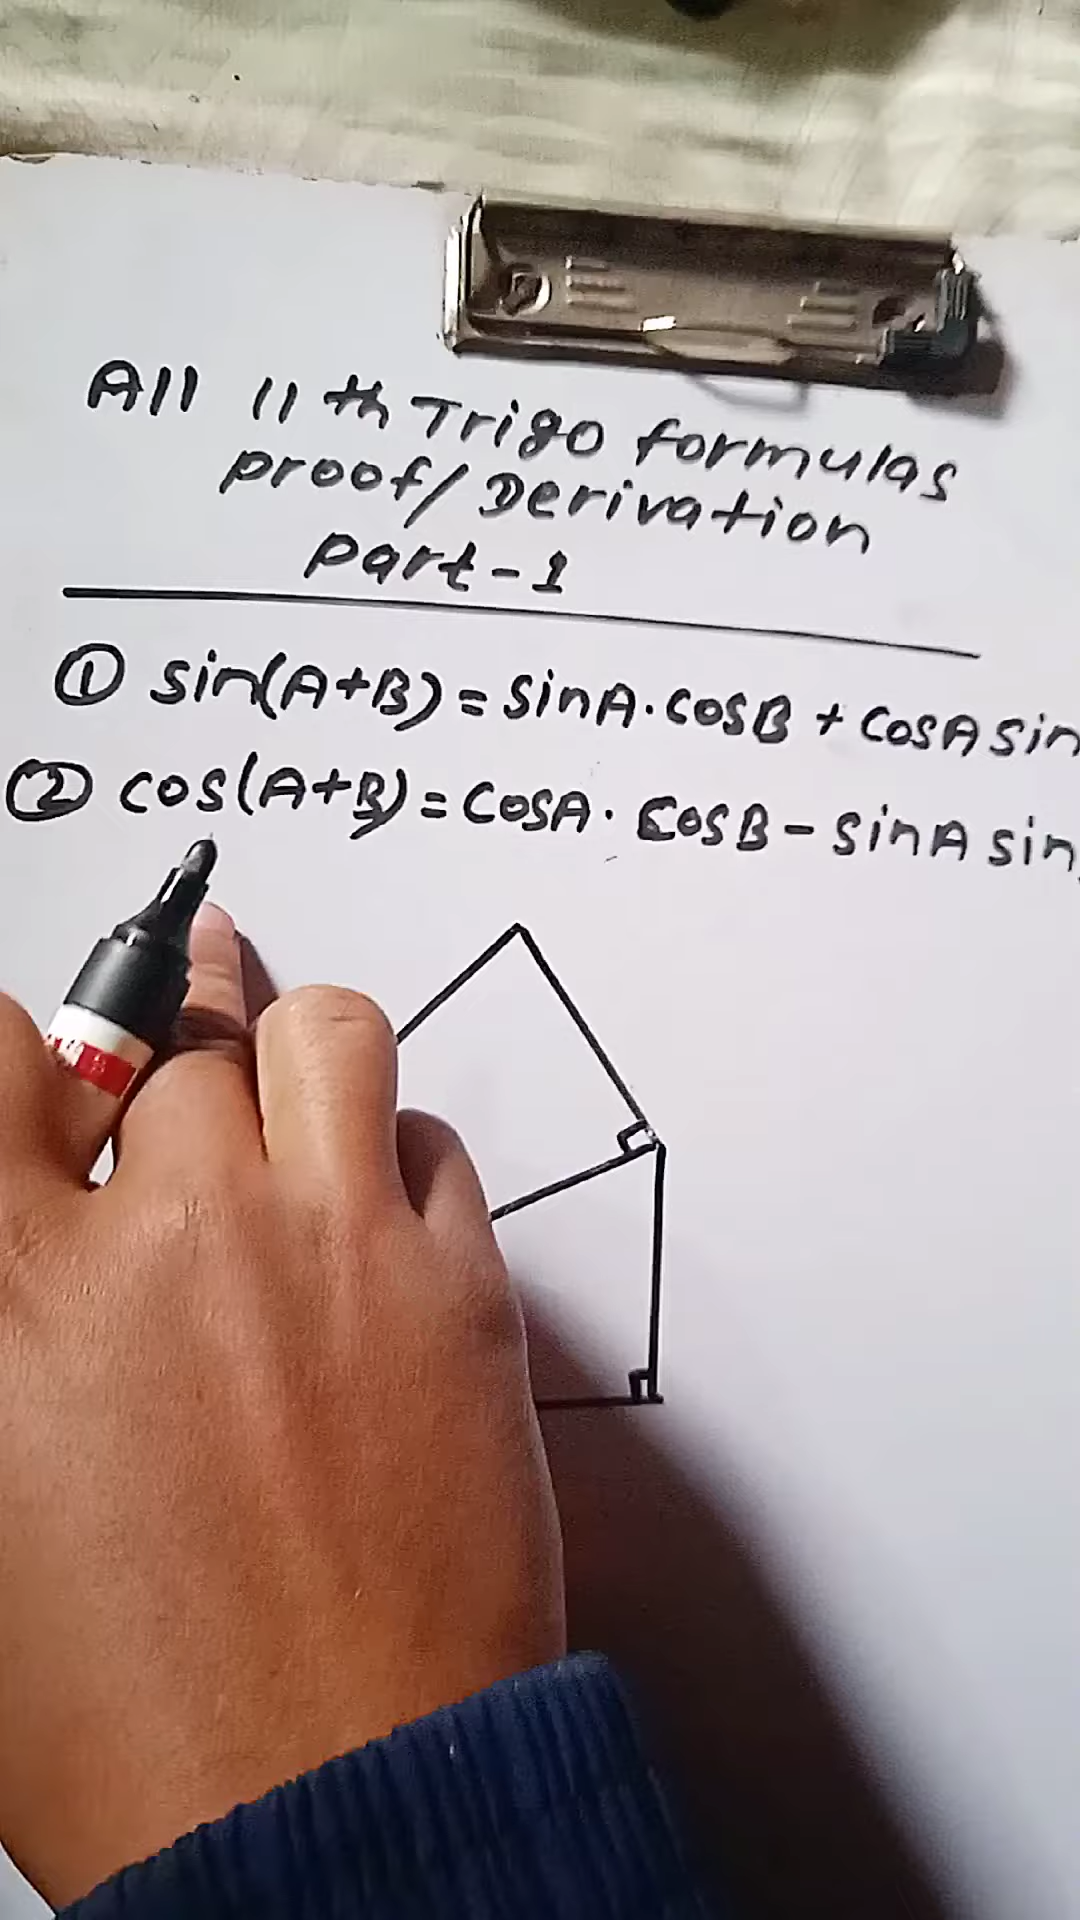 All 11th Trigo formulas
proof/Derivation
part-1
① sin(A+B)=sinA.cosB + cosA sin
② cos(A+B)=cosA. cosB - sinA sin